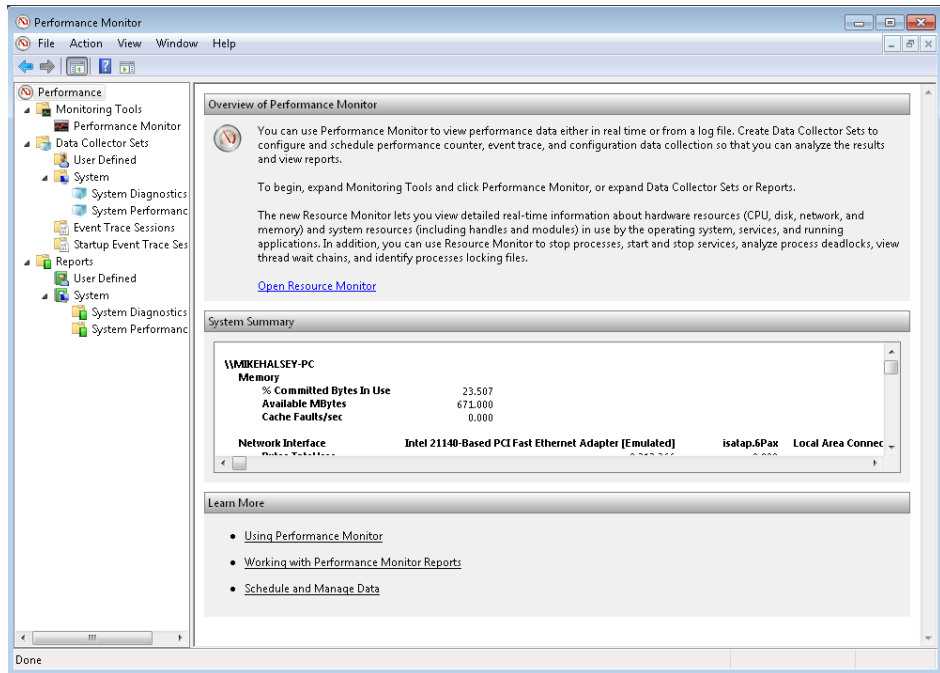 Performance Monitor
File Action View Window Help
Performance
Monitoring Tools
Performance Monitor
Data Collector Sets
User Defined
System
System Diagnostics
System Performanc
Event Trace Sessions
Startup Event Trace Ses
Reports
User Defined
System
System Diagnostics
System Performanc
Overview of Performance Monitor
You can use Performance Monitor to view performance data either in real time or from a log file. Create Data Collector Sets to
configure and schedule performance counter, event trace, and configuration data collection so that you can analyze the results
and view reports.
To begin, expand Monitoring Tools and click Performance Monitor, or expand Data Collector Sets or Reports.
The new Resource Monitor lets you view detailed real-time information about hardware resources (CPU, disk, network, and
memory) and system resources (including handles and modules) in use by the operating system, services, and running
applications. In addition, you can use Resource Monitor to stop processes, start and stop services, analyze process deadlocks, view
thread wait chains, and identify processes locking files.
Open Resource Monitor
System Summary
\\MIKEHALSEY-PC
Memory
% Committed Bytes In Use 23.507
Available MBytes 671.000
Cache Faults/sec 0.000
Network Interface Intel 21140-Based PCI Fast Ethernet Adapter [Emulated] isatap.6Pax Local Area Connec
Learn More
Using Performance Monitor
Working with Performance Monitor Reports
Schedule and Manage Data
Done